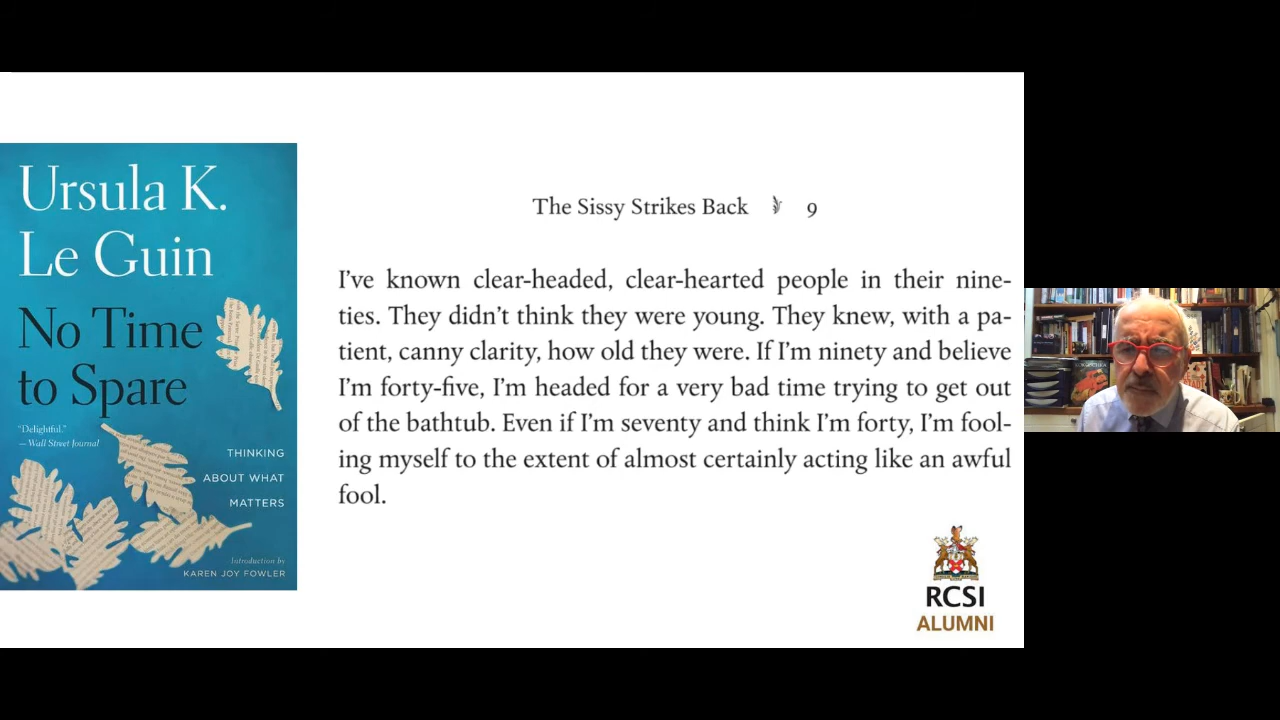 Ursula K.
Le Guin
No Time
to Spare
“Delightful.”
— Wall Street Journal
THINKING
ABOUT WHAT
MATTERS
Introduction by
KAREN JOY FOWLER
The Sissy Strikes Back 9
I’ve known clear-headed, clear-hearted people in their nine-
ties. They didn’t think they were young. They knew, with a pa-
tient, canny clarity, how old they were. If I’m ninety and believe
I’m forty-five, I’m headed for a very bad time trying to get out
of the bathtub. Even if I’m seventy and think I’m forty, I’m fool-
ing myself to the extent of almost certainly acting like an awful
fool.
RCSI
ALUMNI